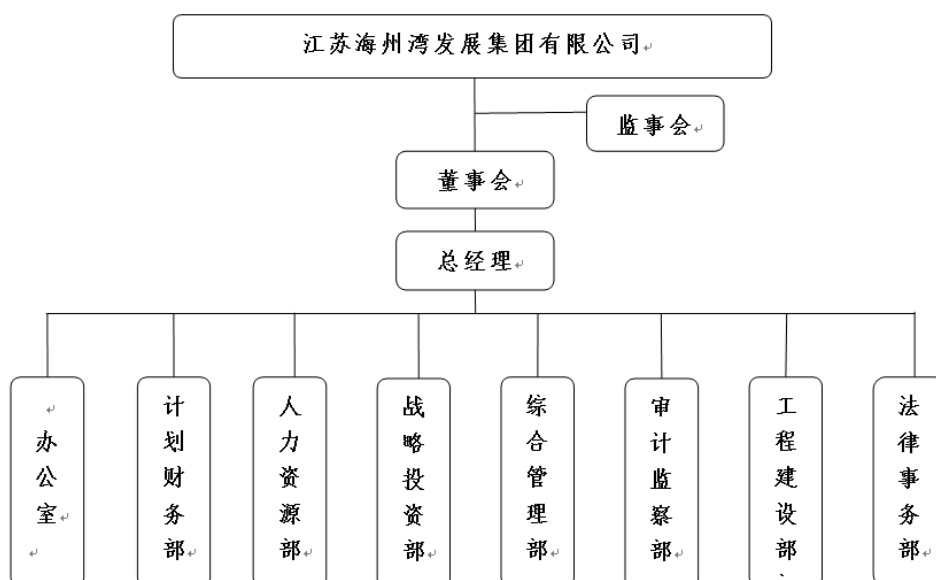 江苏海州湾发展集团有限公司
监事会
董事会
总经理
办公室
计划财务部
人力资源部
战略投资部
综合管理部
审计监察部
工程建设部
法律事务部